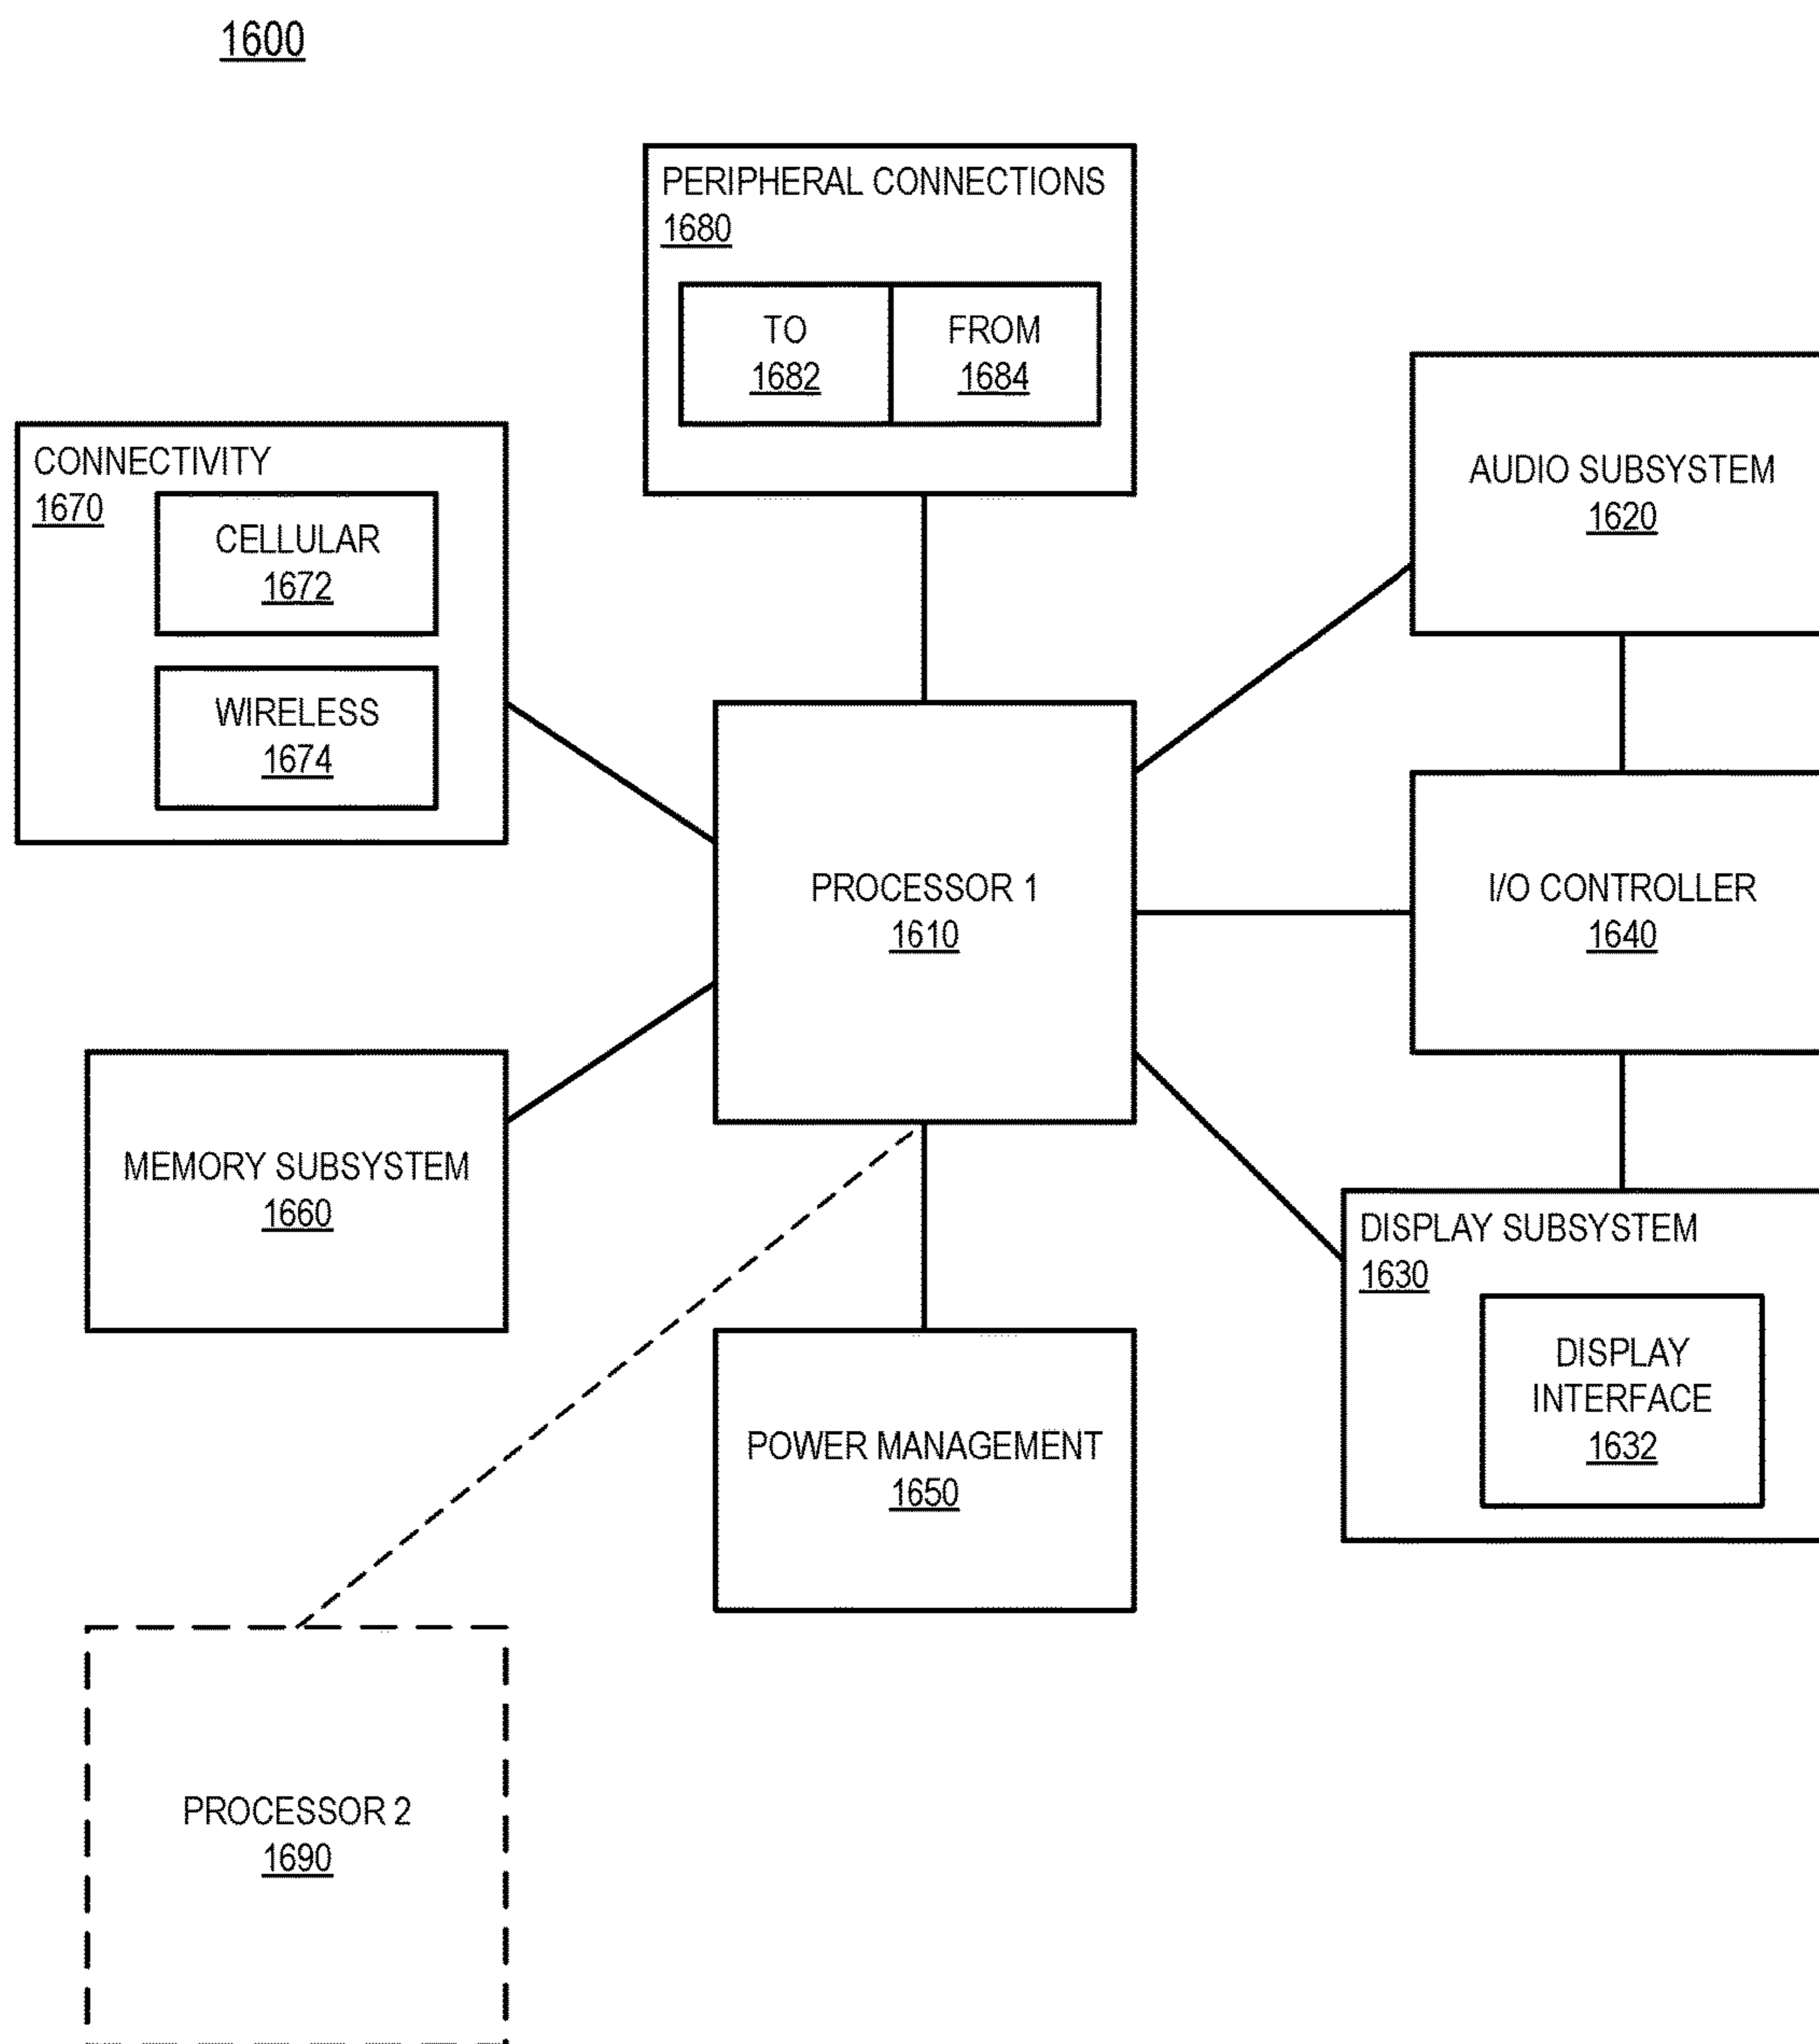 1600
PERIPHERAL CONNECTIONS
1680
TO
1682
FROM
1684
CONNECTIVITY
1670
CELLULAR
1672
WIRELESS
1674
AUDIO SUBSYSTEM
1620
PROCESSOR 1
1610
I/O CONTROLLER
1640
MEMORY SUBSYSTEM
1660
DISPLAY SUBSYSTEM
1630
DISPLAY
INTERFACE
1632
POWER MANAGEMENT
1650
PROCESSOR 2
1690